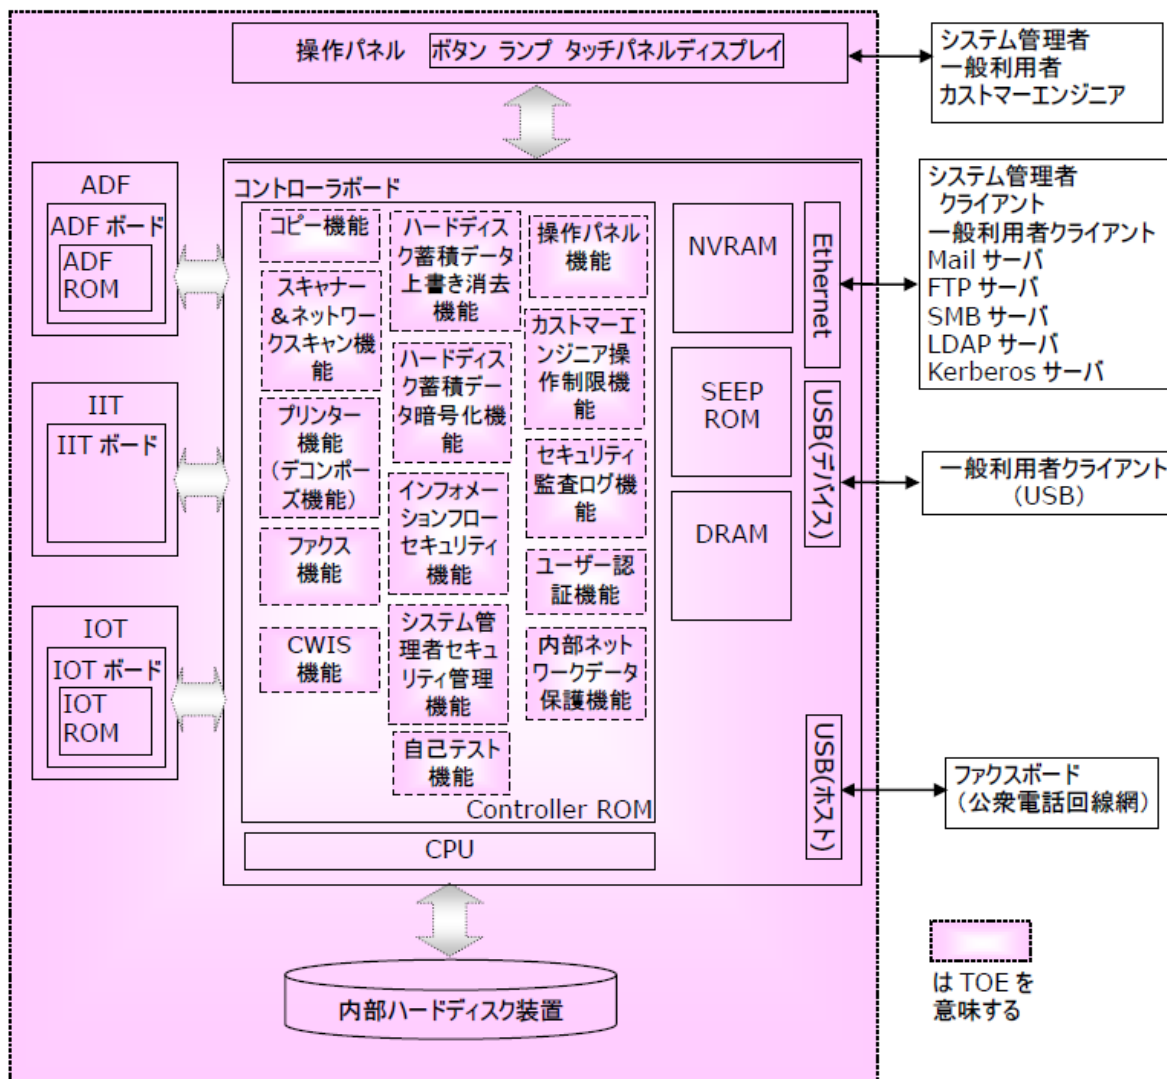 操作パネル ボタン ランプ タッチパネルディスプレイ
システム管理者
一般利用者
カストマーエンジニア
ADF
ADF ボード
ADF
ROM
IIT
IIT ボード
IOT
IOT ボード
IOT
ROM
コントローラボード
コピー機能
スキャナー
&ネットワー
クスキャン機
能
プリンター
機能
(デコンポー
ズ機能)
ファクス
機能
CWIS
機能
ハードディス
ク蓄積データ
上書き消去
機能
ハードディス
ク蓄積デー
タ暗号化機
能
インフォメー
ションフロー
セキュリティ
機能
システム管
理者セキュ
リティ管理
機能
自己テスト
機能
操作パネル
機能
カストマーエ
ンジニア操
作制限機
能
セキュリティ
監査ログ機
能
ユーザー認
証機能
内部ネット
ワークデータ
保護機能
Controller ROM
CPU
NVRAM
SEEP
ROM
DRAM
Ethernet
USB(デバイス)
USB(ホスト)
システム管理者
クライアント
一般利用者クライアント
Mail サーバ
FTP サーバ
SMB サーバ
LDAP サーバ
Kerberos サーバ
一般利用者クライアント
(USB)
ファクスボード
(公衆電話回線網)
内部ハードディスク装置
は TOE を
意味する